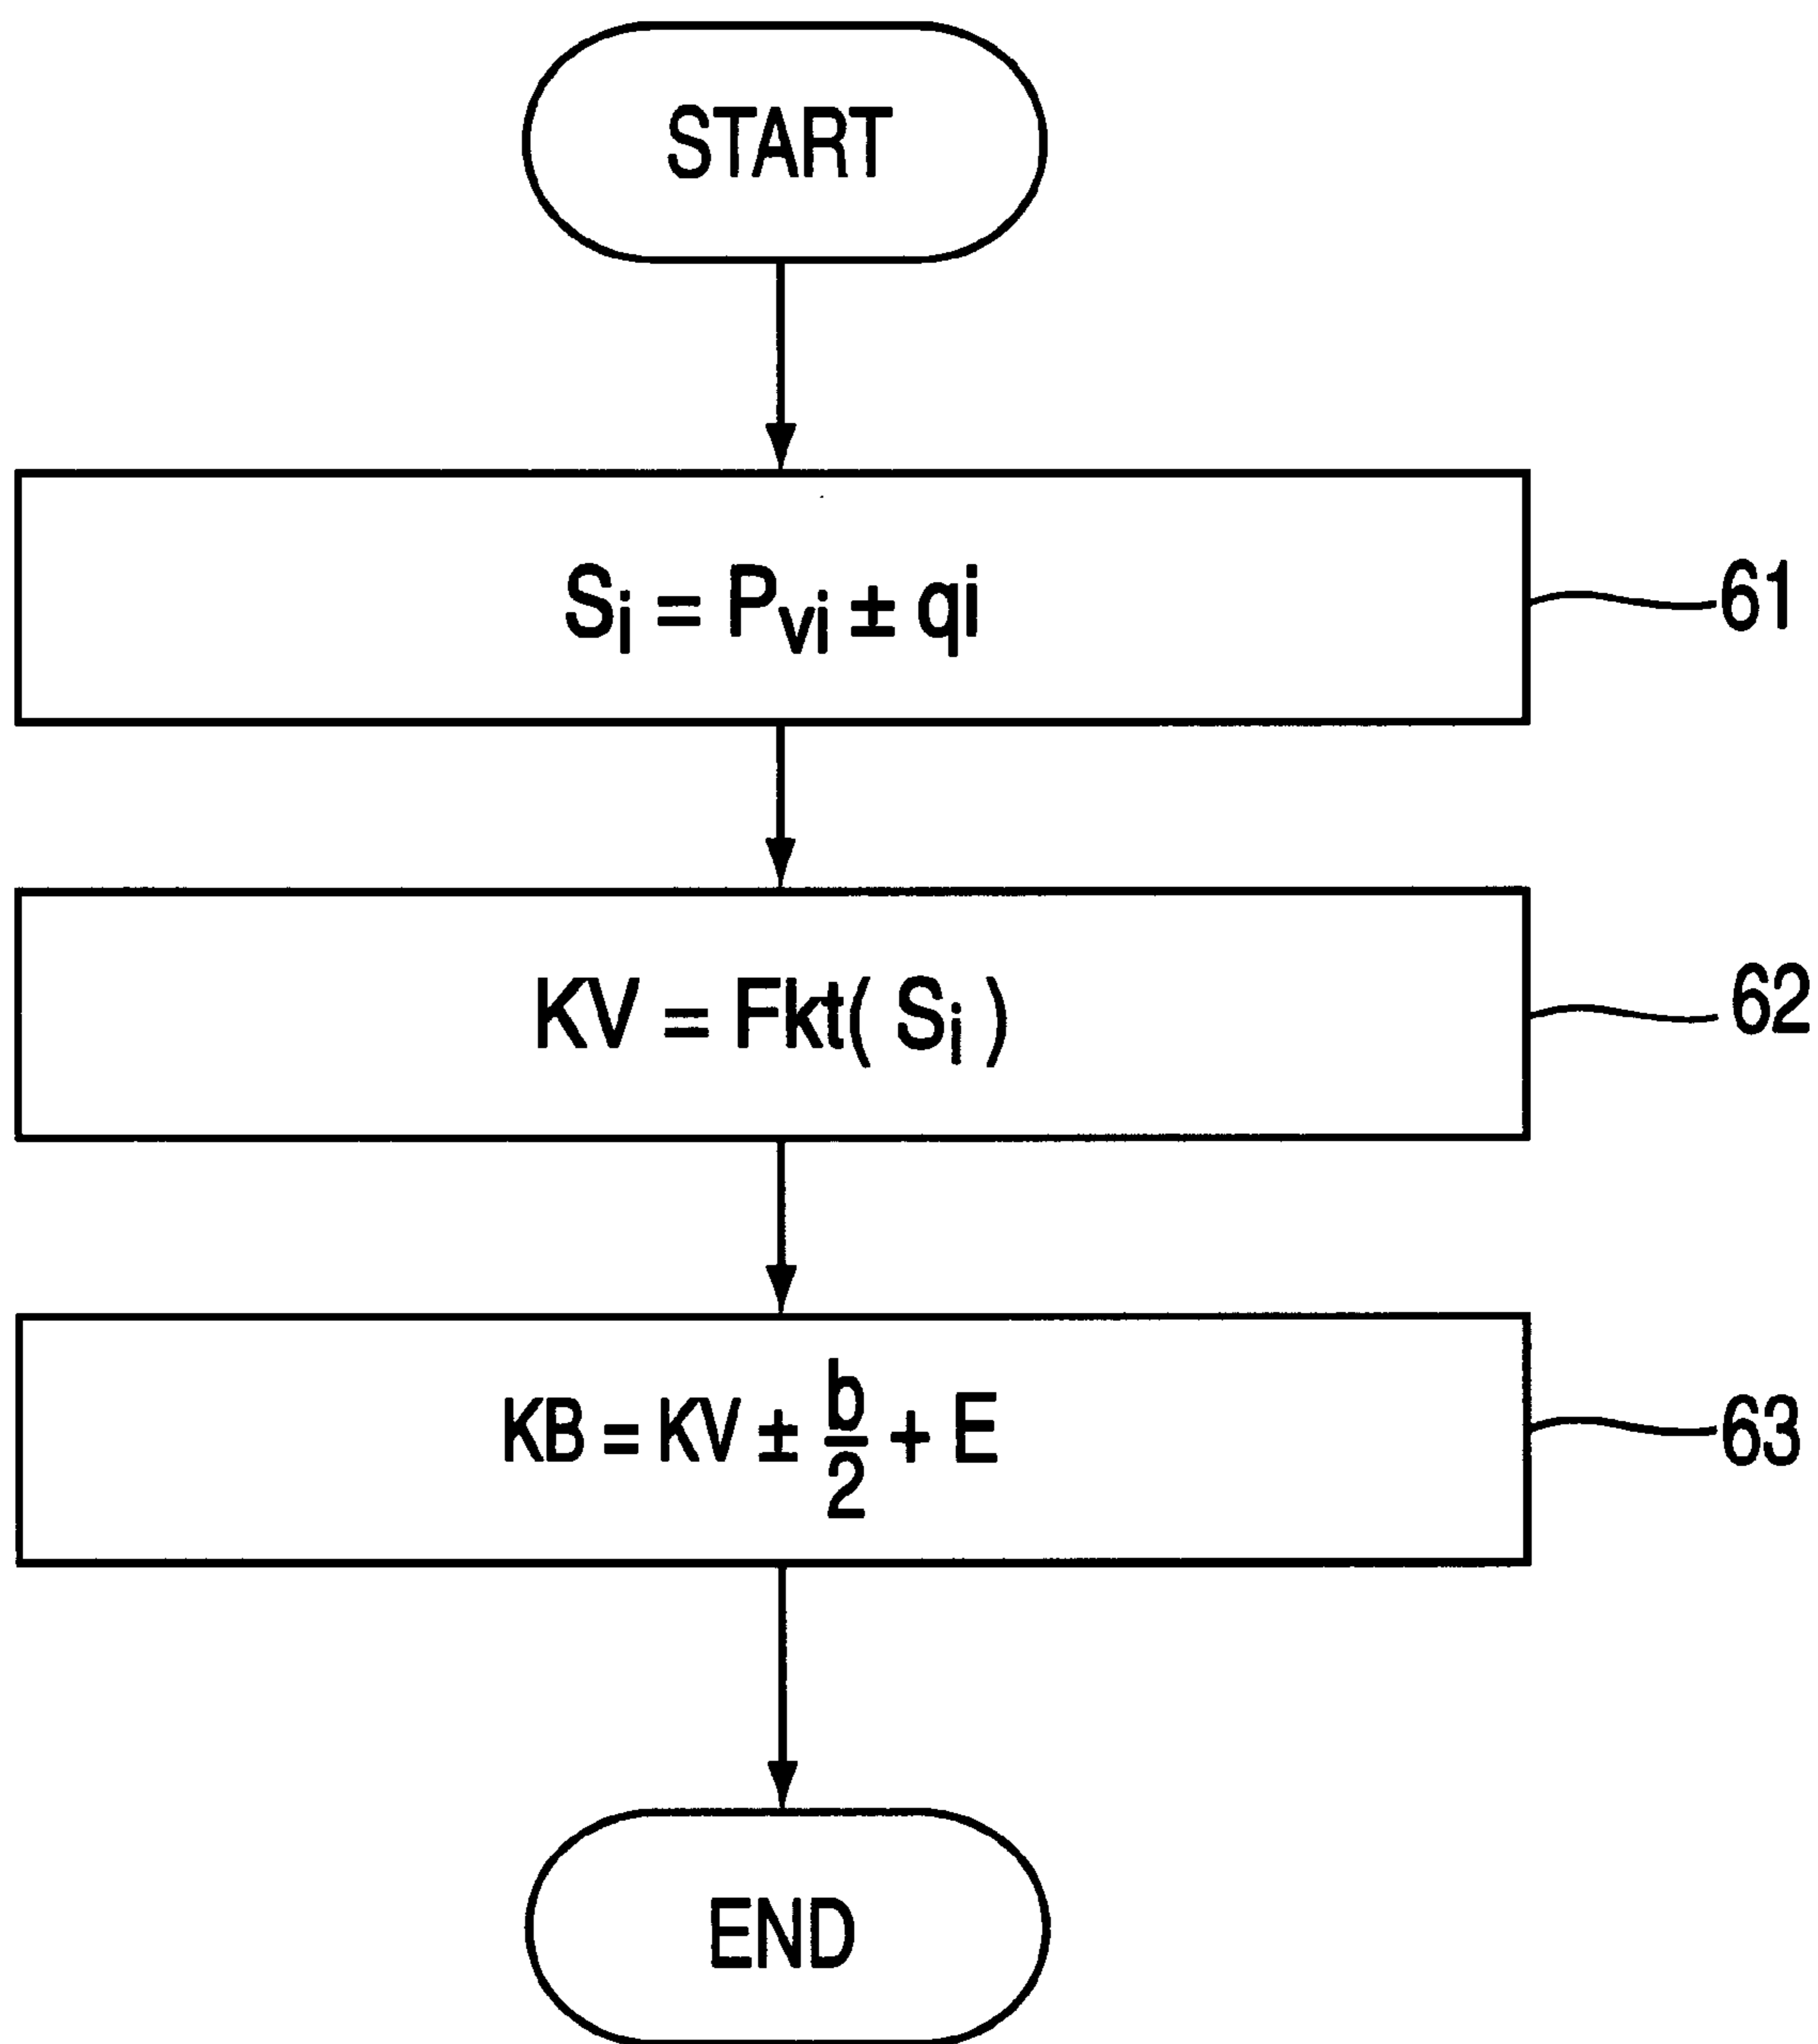 START
Sᵢ = Pᵥᵢ ± qi
61
KV = Fkt( Sᵢ )
62
KB = KV ± b/2 + E
63
END